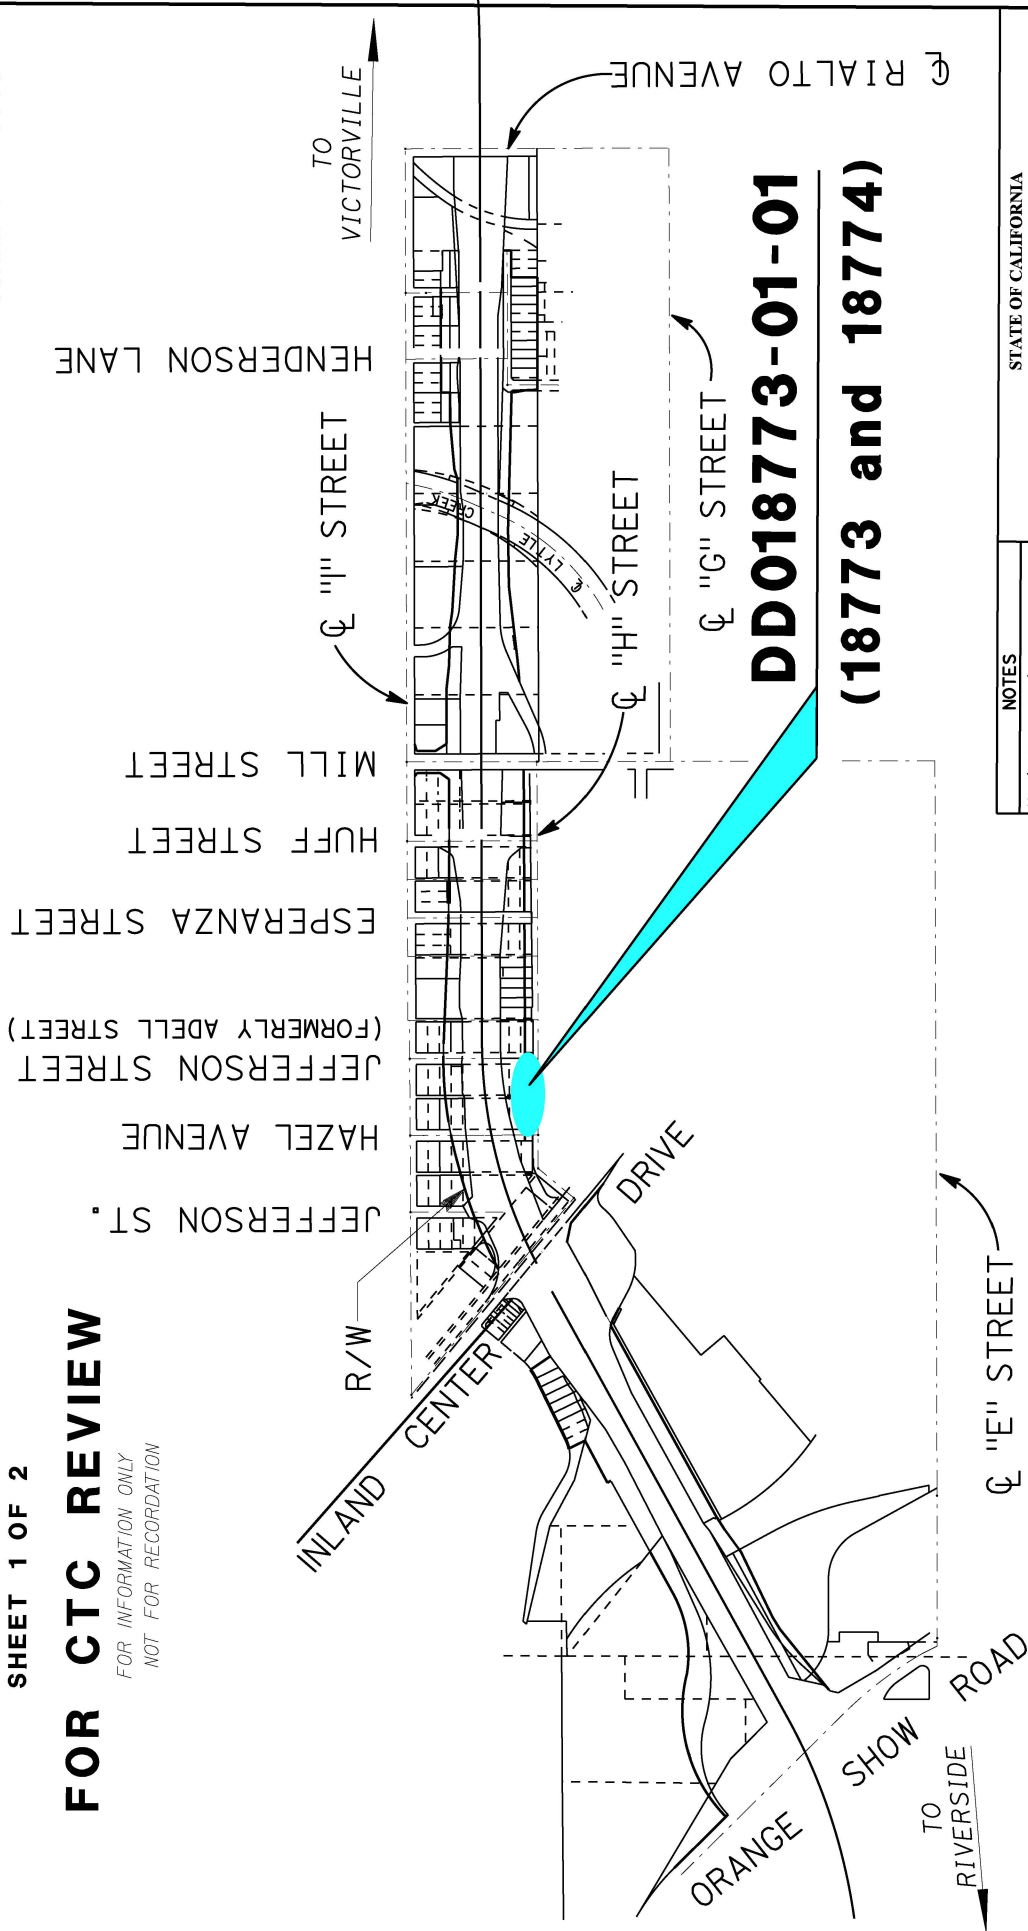 SHEET 1 OF 2
FOR CTC REVIEW
FOR INFORMATION ONLY
NOT FOR RECORDATION
TO
VICTORVILLE
HENDERSON LANE
℄ "I" STREET
MILL STREET
HUFF STREET
ESPERANZA STREET
(FORMERLY ADELL STREET)
JEFFERSON STREET
HAZEL AVENUE
JEFFERSON ST.
R/W
INLAND CENTER DRIVE
℄ RIALTO AVENUE
℄ LYTLE CREEK
℄ "H" STREET
℄ "G" STREET
DD018773-01-01
(18773 and 18774)
℄ "E" STREET
ORANGE SHOW ROAD
TO
RIVERSIDE
NOTES
STATE OF CALIFORNIA